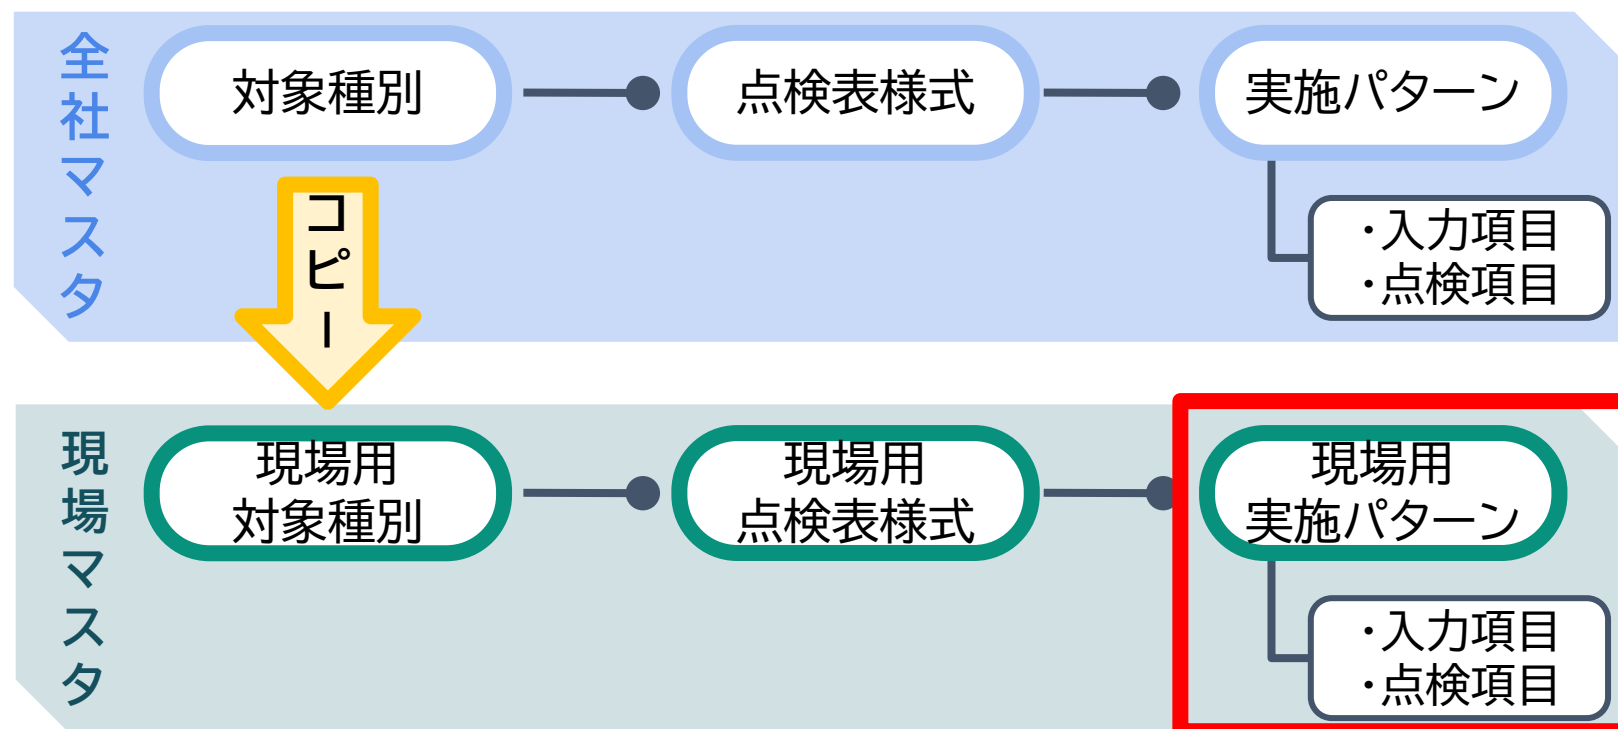 全社マスタ
対象種別
点検表様式
実施パターン
・入力項目
・点検項目
コピー
現場マスタ
現場用
対象種別
現場用
点検表様式
現場用
実施パターン
・入力項目
・点検項目